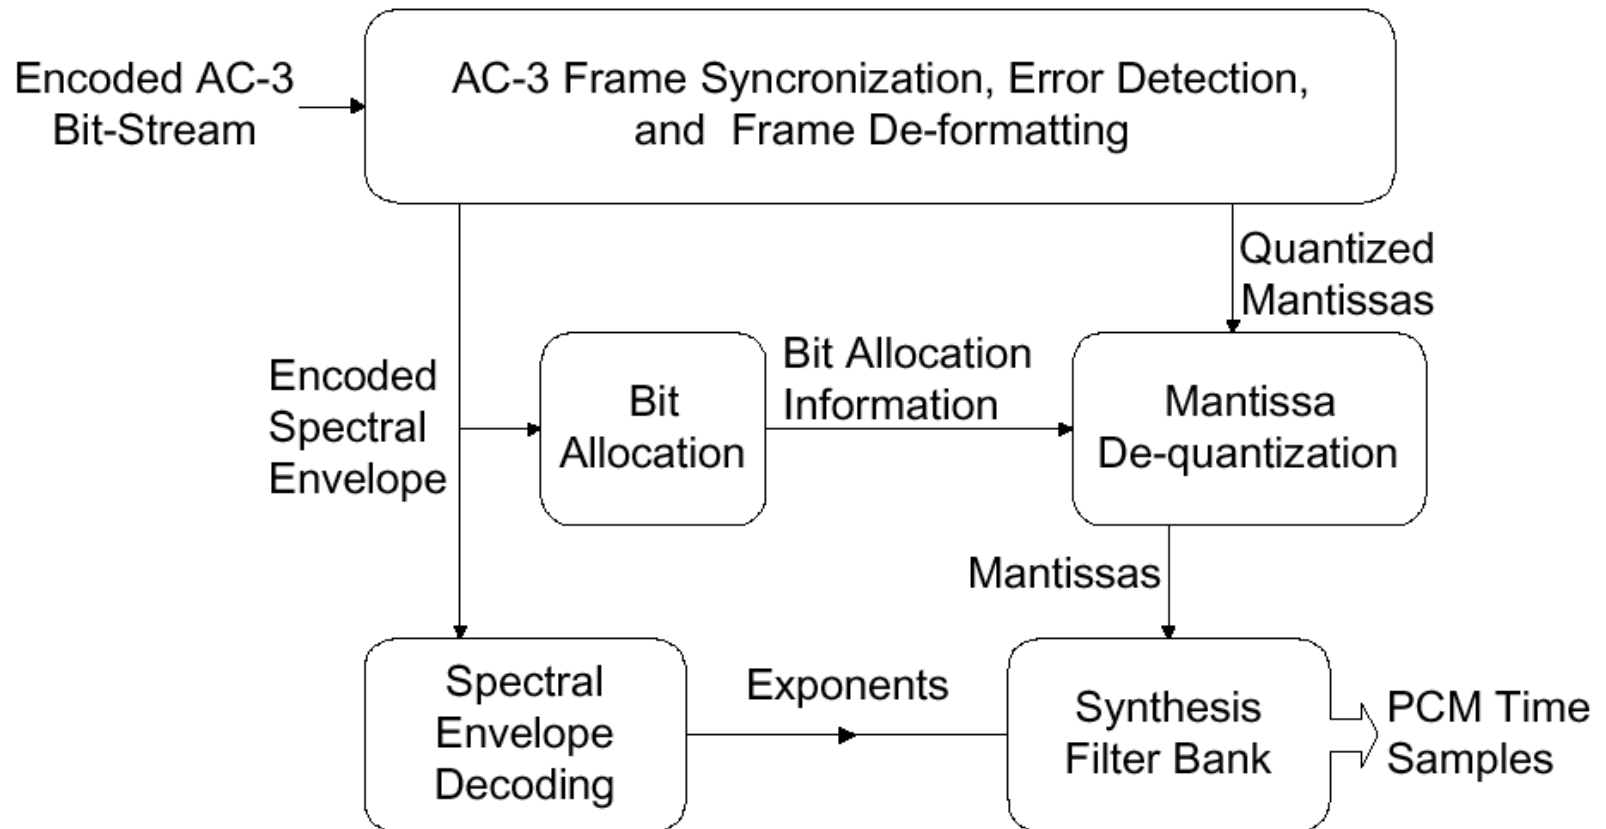 Encoded AC-3
Bit-Stream
AC-3 Frame Syncronization, Error Detection,
and Frame De-formatting
Quantized
Mantissas
Encoded
Spectral
Envelope
Bit
Allocation
Bit Allocation
Information
Mantissa
De-quantization
Mantissas
Spectral
Envelope
Decoding
Exponents
Synthesis
Filter Bank
PCM Time
Samples